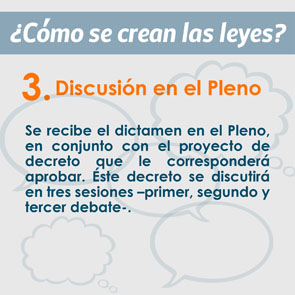 ¿Cómo se crean las leyes?
3. Discusión en el Pleno
Se recibe el dictamen en el Pleno,
en conjunto con el proyecto de
decreto que le corresponderá
aprobar. Éste decreto se discutirá
en tres sesiones –primer, segundo y
tercer debate-.